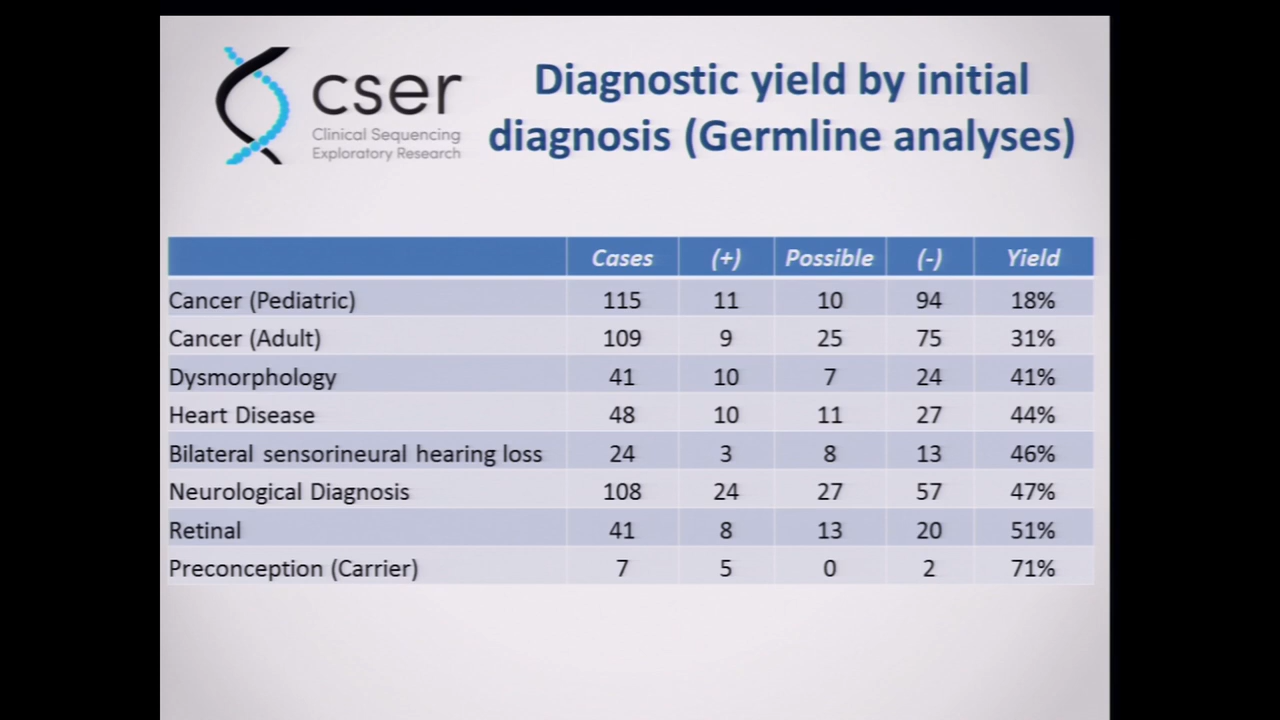 cser
Clinical Sequencing
Exploratory Research
Diagnostic yield by initial
diagnosis (Germline analyses)
Cases (+) Possible (-) Yield
Cancer (Pediatric) 115 11 10 94 18%
Cancer (Adult) 109 9 25 75 31%
Dysmorphology 41 10 7 24 41%
Heart Disease 48 10 11 27 44%
Bilateral sensorineural hearing loss 24 3 8 13 46%
Neurological Diagnosis 108 24 27 57 47%
Retinal 41 8 13 20 51%
Preconception (Carrier) 7 5 0 2 71%